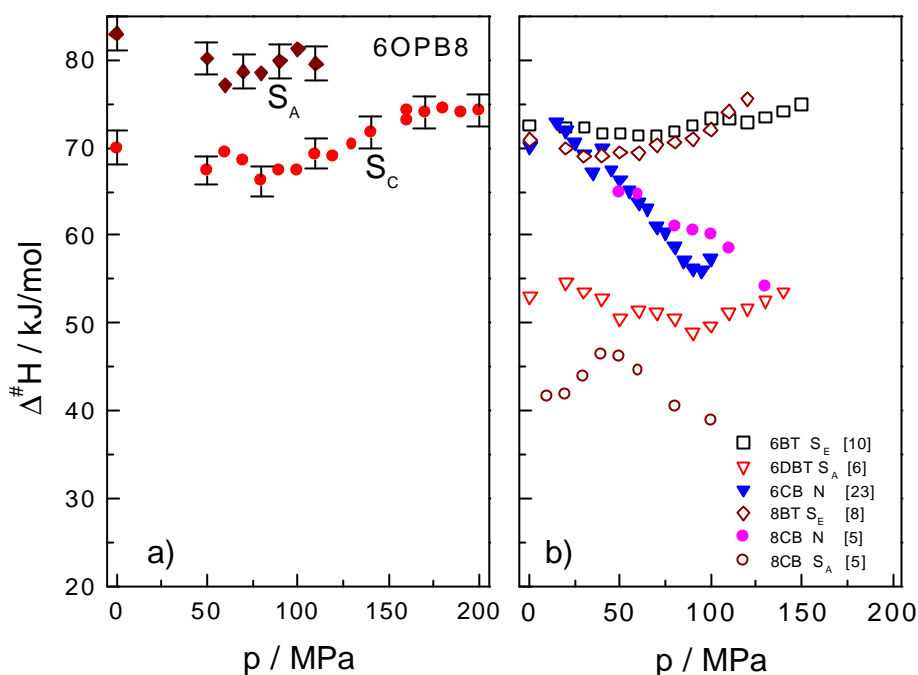 6OPB8
S_A
S_C
a)
Δ^#H / kJ/mol
80
70
60
50
40
30
20
0 50 100 150 200
p / MPa
b)
□ 6BT S_E [10]
▽ 6DBT S_A [6]
▼ 6CB N [23]
◇ 8BT S_E [8]
● 8CB N [5]
○ 8CB S_A [5]
0 50 100 150 200
p / MPa